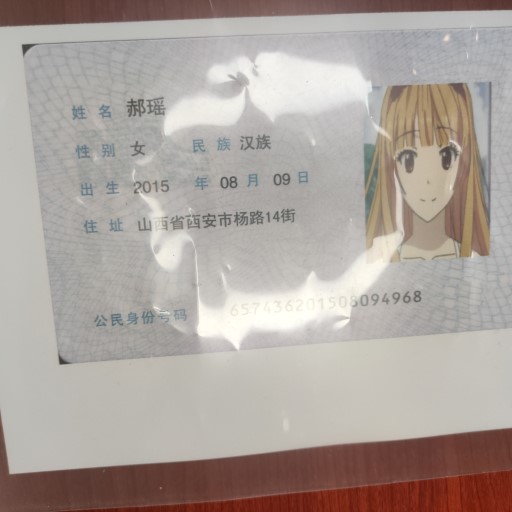 姓名 郝瑶
性别 女 民族 汉族
出生 2015 年 08 月 09 日
住址 山西省西安市杨路14街
公民身份号码 657436201508094968